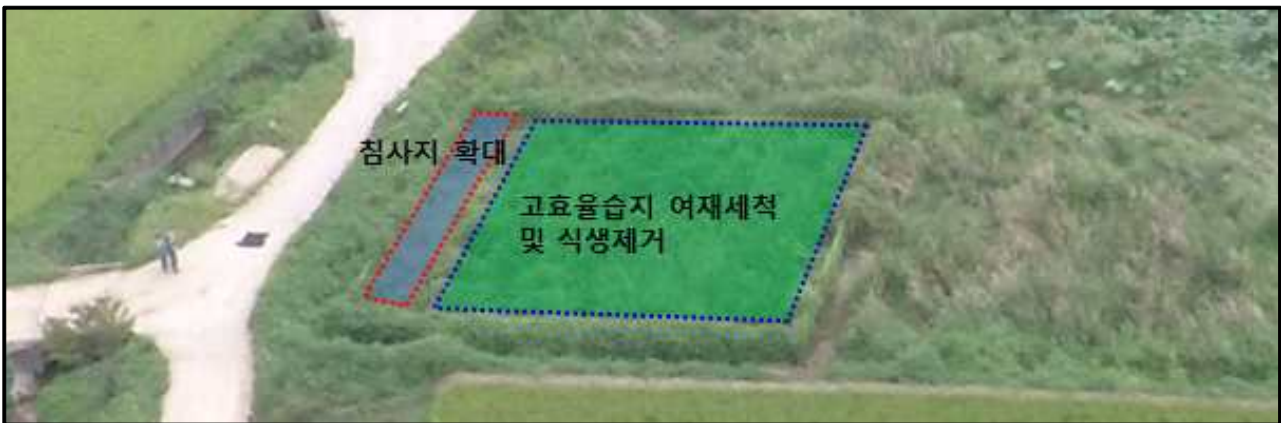 침사지 확대
고효율습지 여재세척
및 식생제거